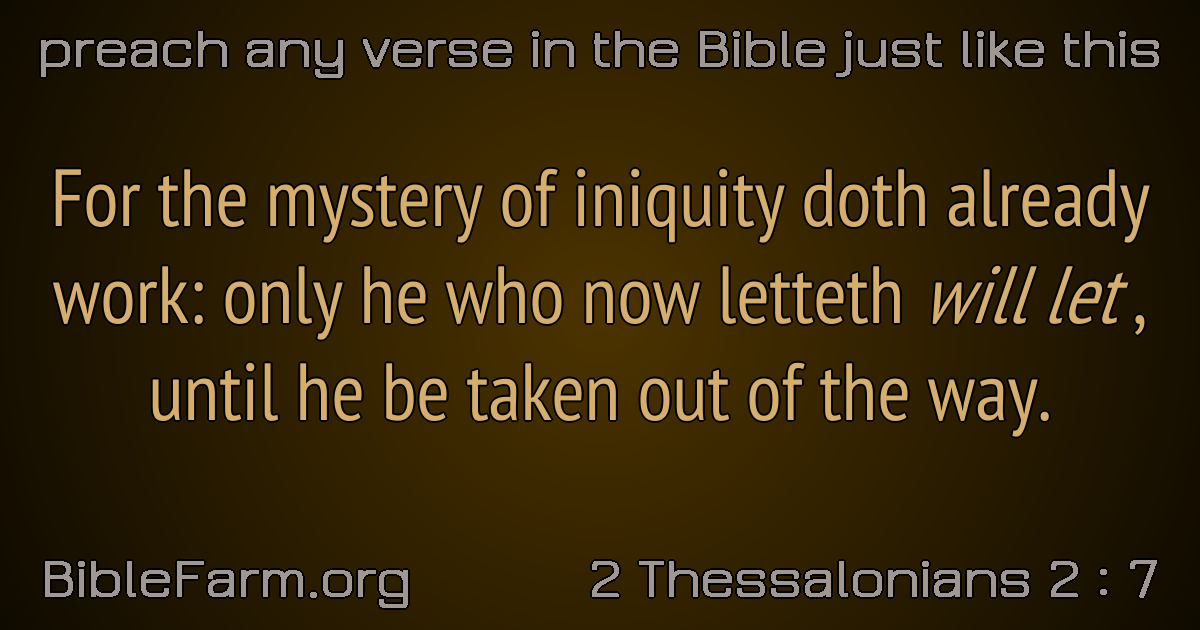 preach any verse in the Bible just like this
For the mystery of iniquity doth already
work: only he who now letteth will let ,
until he be taken out of the way.
BibleFarm.org 2 Thessalonians 2 : 7